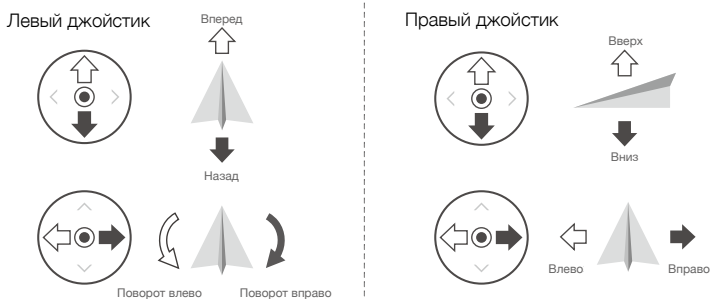 Левый джойстик
Вперед
Назад
Поворот влево
Поворот вправо
Правый джойстик
Вверх
Вниз
Влево
Вправо